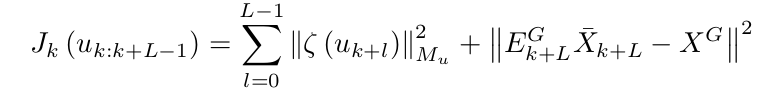 J_k (u_{k:k+L-1}) = \sum_{l=0}^{L-1} \| \zeta (u_{k+l}) \|_{M_u}^2 + \| E_{k+L}^G \bar{X}_{k+L} - X^G \|^2